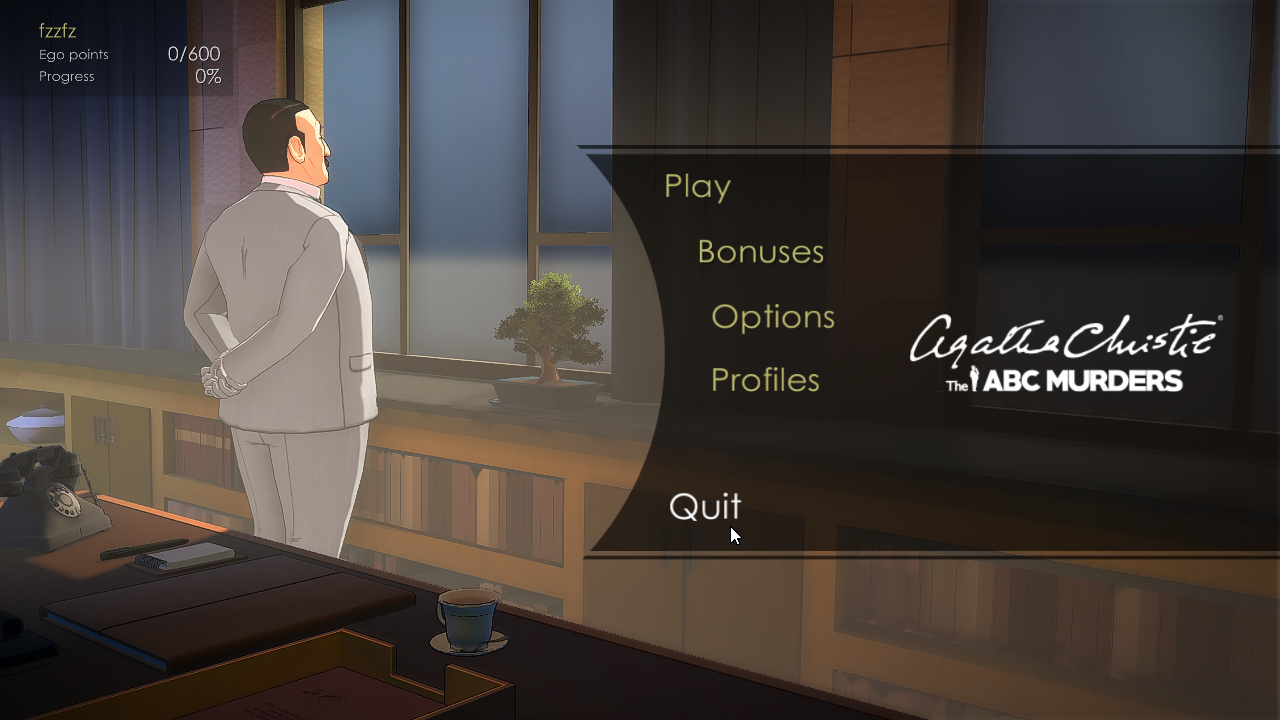 fzzfz
Ego points 0/600
Progress 0%
Play
Bonuses
Options
Profiles
Quit
Agatha Christie®
The ABC MURDERS